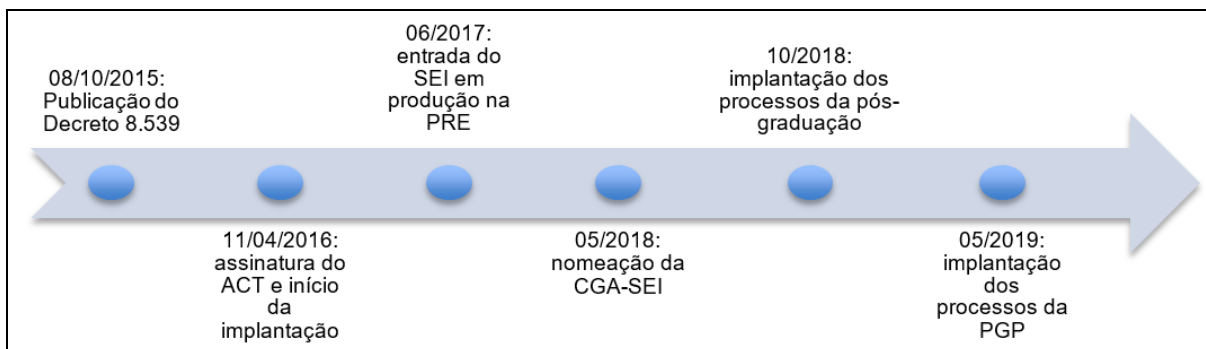 08/10/2015:
Publicação do
Decreto 8.539
11/04/2016:
assinatura do
ACT e início
da
implantação
06/2017:
entrada do
SEI em
produção na
PRE
05/2018:
nomeação da
CGA-SEI
10/2018:
implantação dos
processos da pós-
graduação
05/2019:
implantação
dos
processos da
PGP